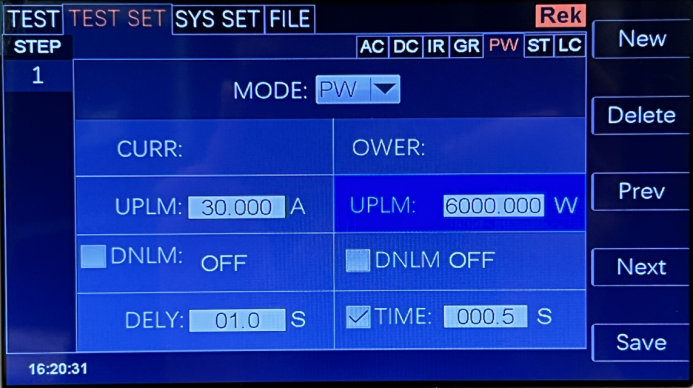 TEST TEST SET SYS SET FILE Rek
STEP AC DC IR GR PW ST LC
1
MODE: PW
CURR: OWER:
UPLM: 30.000 A UPLM: 6000.000 W
DNLM: OFF DNLM OFF
DELY: 01.0 S TIME: 000.5 S
16:20:31
New
Delete
Prev
Next
Save